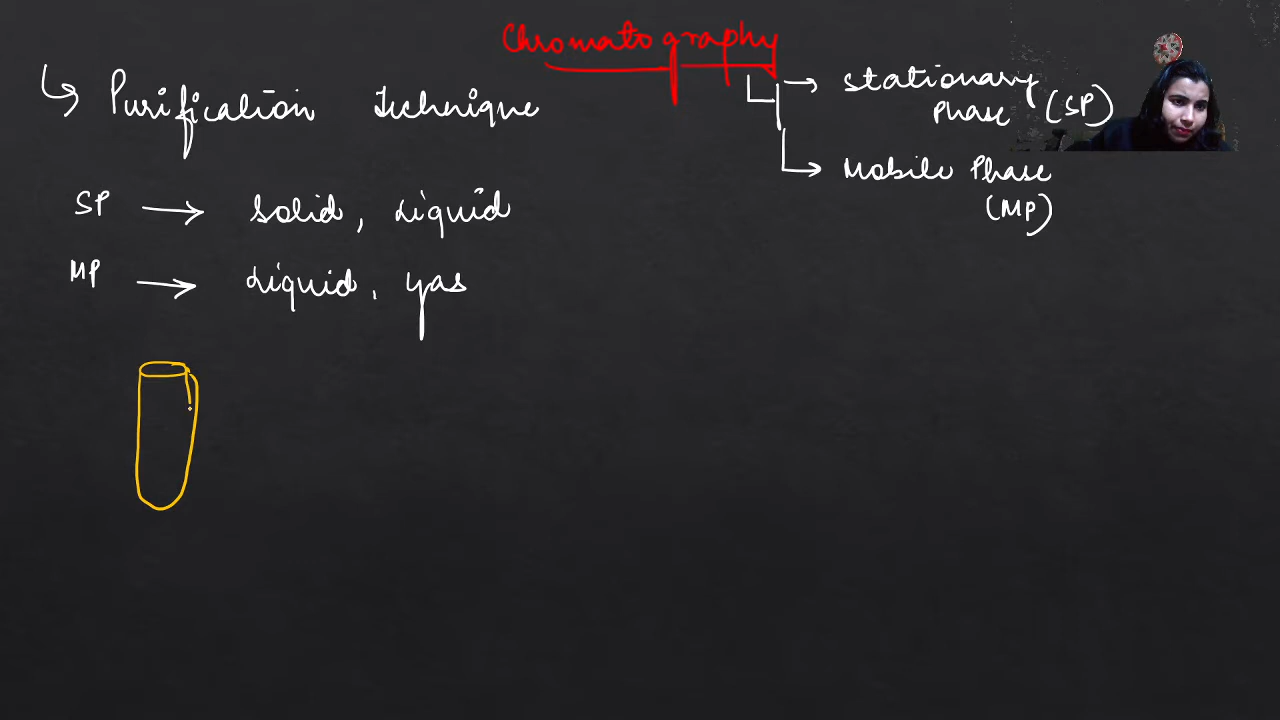 Chromatography
↳ Purification Technique
→ Stationary Phase (SP)
→ Mobile Phase (MP)
SP → Solid, Liquid
MP → Liquid, gas